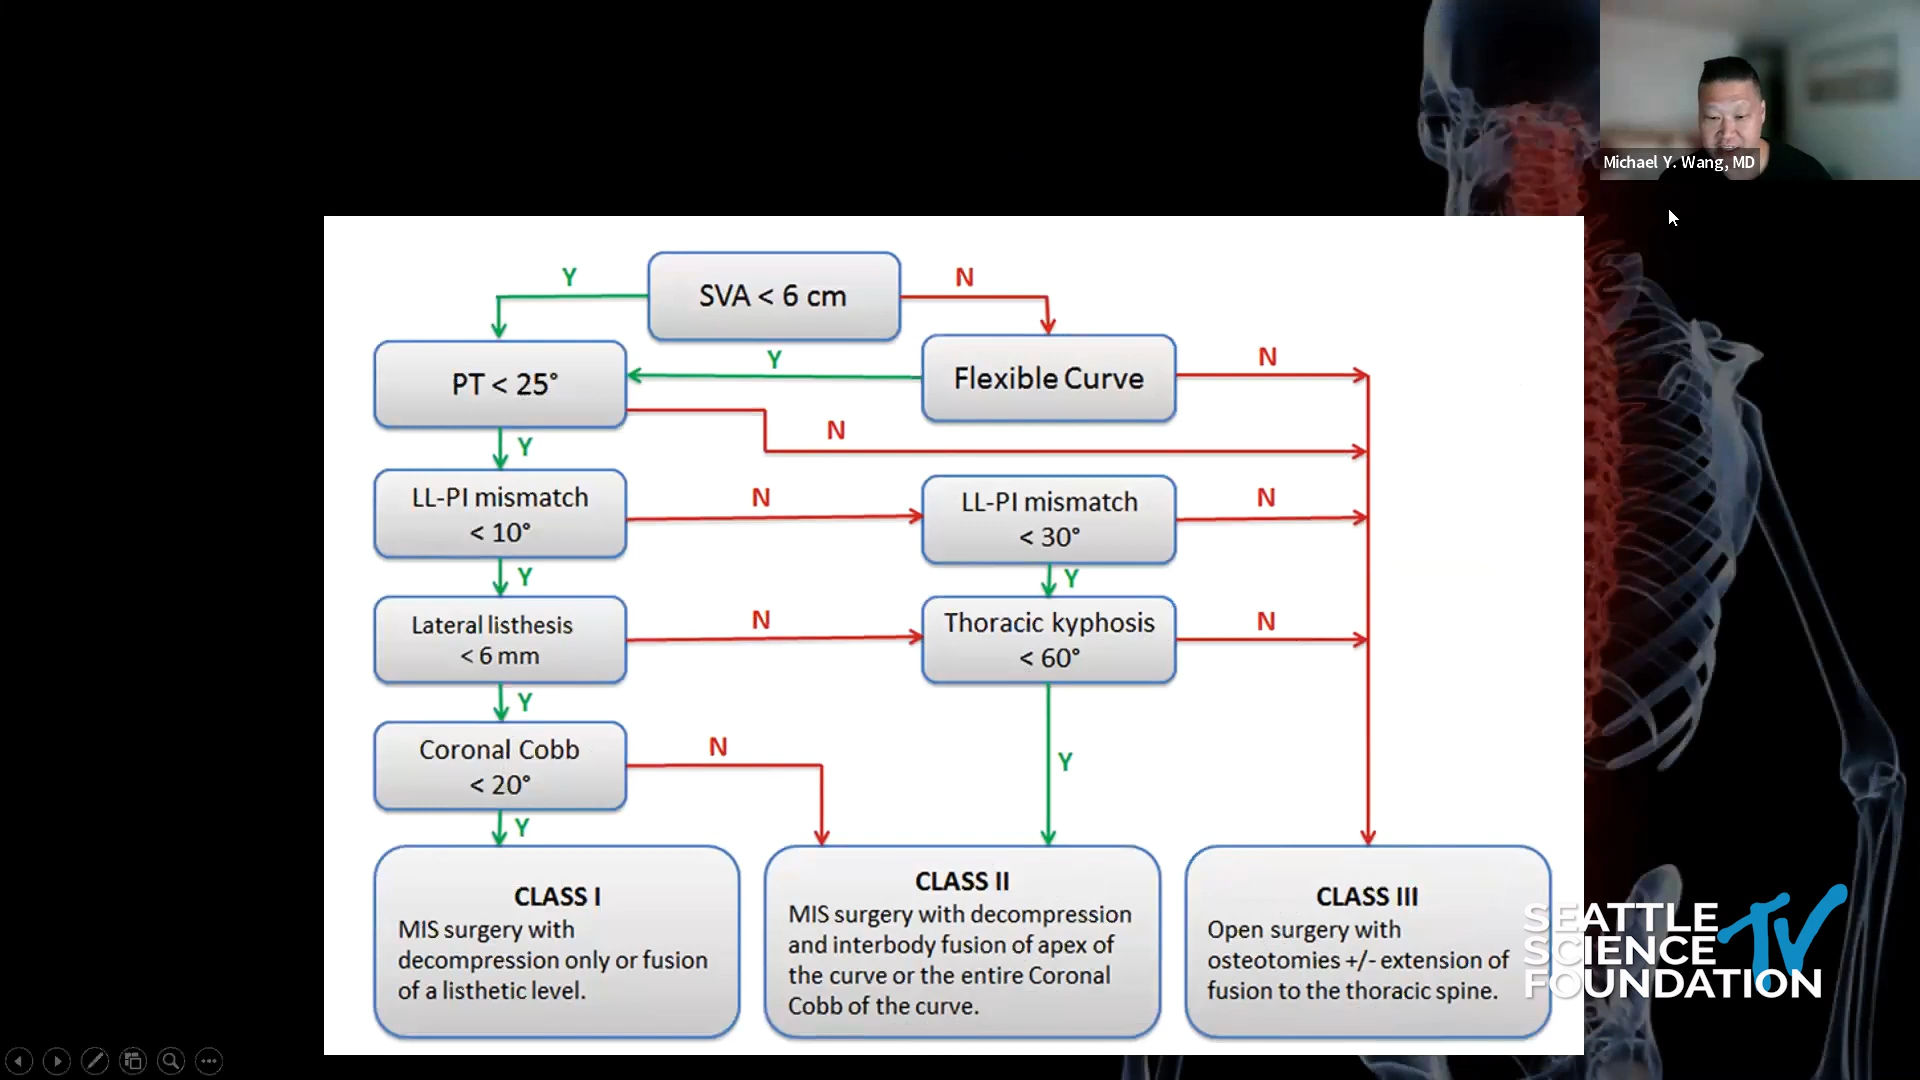 Michael Y. Wang, MD
Y
SVA < 6 cm
N
PT < 25°
Y
Flexible Curve
N
N
Y
LL-PI mismatch
< 10°
N
LL-PI mismatch
< 30°
N
Y
Y
Lateral listhesis
< 6 mm
N
Thoracic kyphosis
< 60°
N
Y
Coronal Cobb
< 20°
N
Y
Y
CLASS I
MIS surgery with
decompression only or fusion
of a listhetic level.
CLASS II
MIS surgery with decompression
and interbody fusion of apex of
the curve or the entire Coronal
Cobb of the curve.
CLASS III
Open surgery with
osteotomies +/- extension of
fusion to the thoracic spine.
SEATTLE
SCIENCE
FOUNDATION
TV